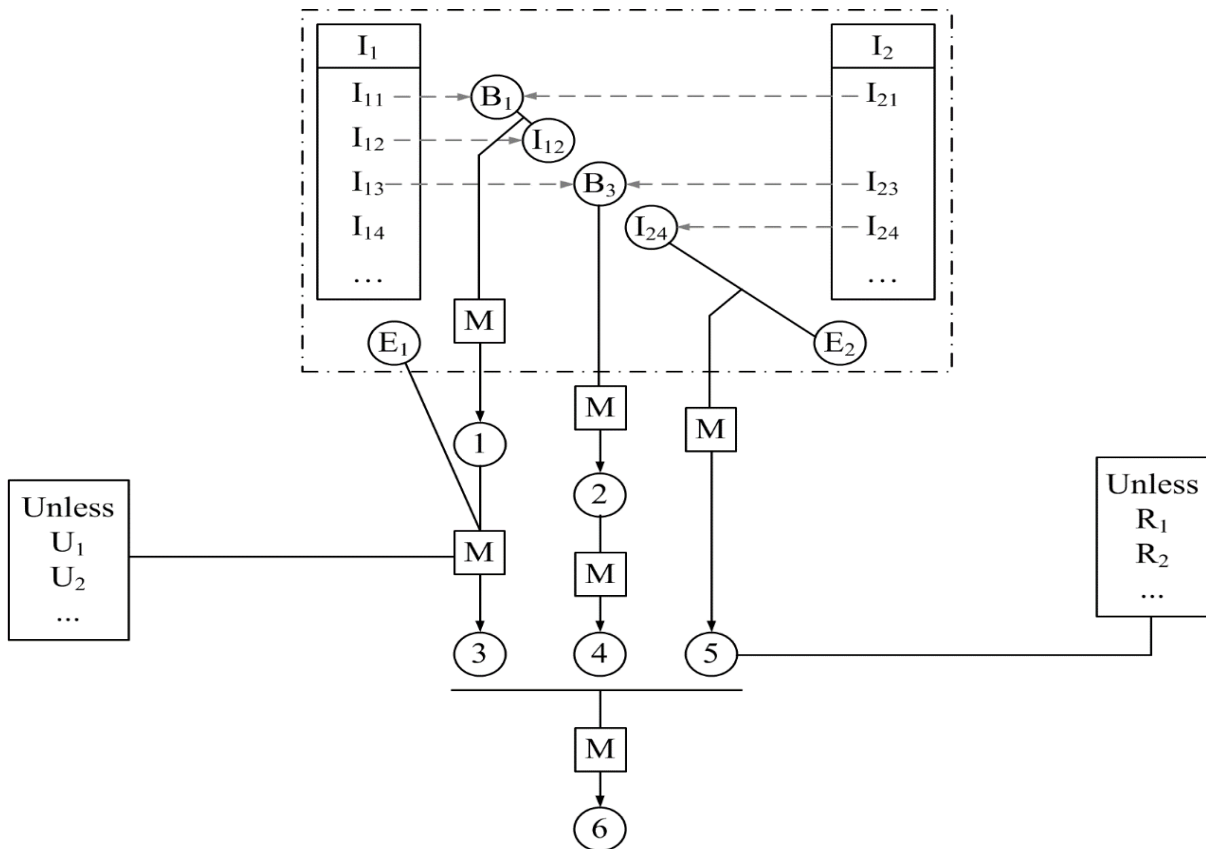 I₁
I₂
I₁₁
B₁
I₂₁
I₁₂
I₁₂
I₁₃
B₃
I₂₃
I₁₄
I₂₄
I₂₄
...
...
M
E₁
E₂
M
M
1
2
Unless
U₁
U₂
...
Unless
R₁
R₂
...
M
M
3
4
5
M
6